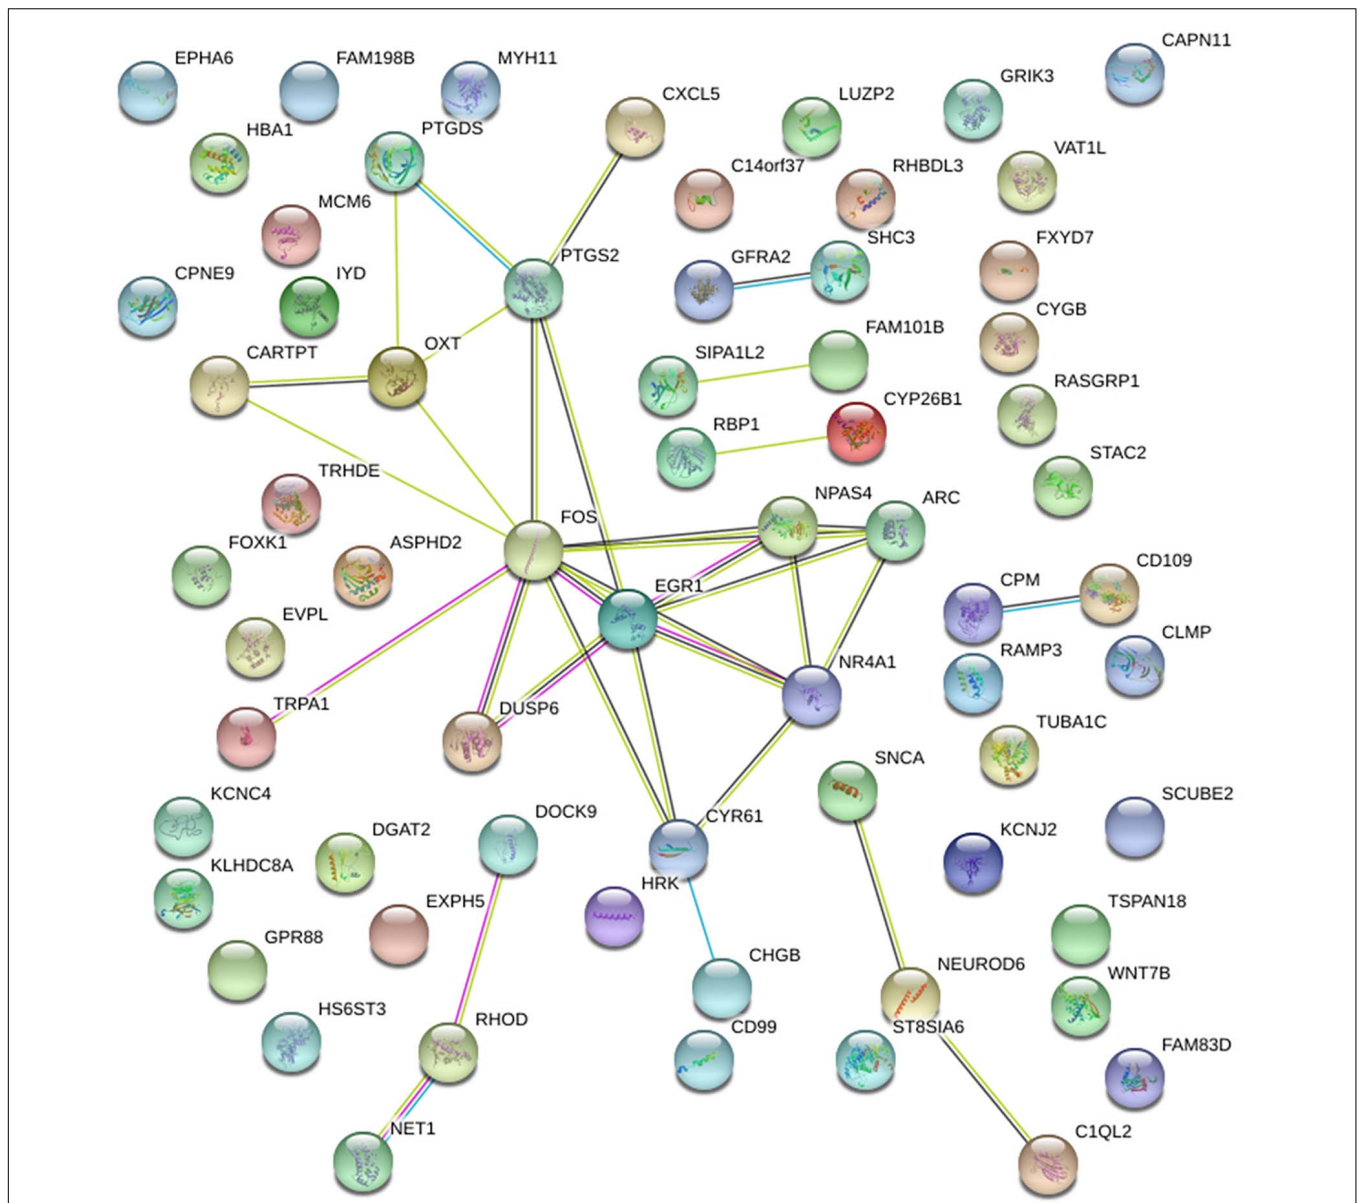 CAPN11
EPHA6
FAM198B
MYH11
GRIK3
CXCL5
LUZP2
HBA1
PTGDS
VAT1L
C14orf37
RHBDL3
MCM6
SHC3
FXYD7
PTGS2
GFRA2
CPNE9
IYD
CYGB
FAM101B
OXT
CARTPT
SIPA1L2
RASGRP1
CYP26B1
RBP1
STAC2
TRHDE
NPAS4
ARC
FOS
FOXK1
ASPHD2
CD109
CPM
EGR1
EVPL
CLMP
RAMP3
NR4A1
TRPA1
DUSP6
TUBA1C
SNCA
KCNC4
SCUBE2
DOCK9
CYR61
DGAT2
KCNJ2
KLHDC8A
HRK
EXPH5
TSPAN18
GPR88
CHGB
NEUROD6
WNT7B
HS6ST3
RHOD
CD99
ST8SIA6
FAM83D
NET1
C1QL2